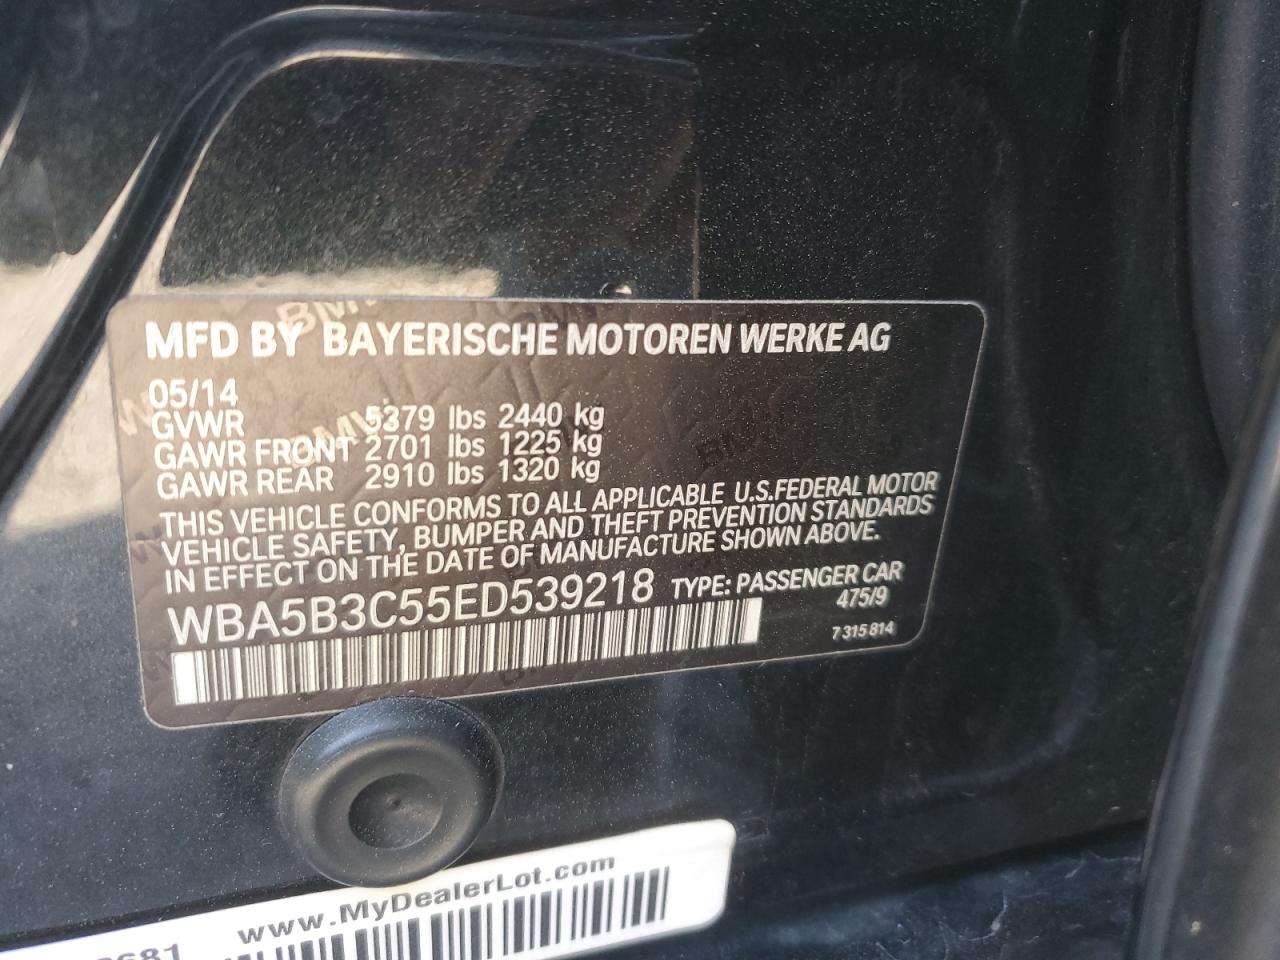 MFD BY BAYERISCHE MOTOREN WERKE AG
05/14
GVWR 5379 lbs 2440 kg
GAWR FRONT 2701 lbs 1225 kg
GAWR REAR 2910 lbs 1320 kg
THIS VEHICLE CONFORMS TO ALL APPLICABLE U.S.FEDERAL MOTOR
VEHICLE SAFETY, BUMPER AND THEFT PREVENTION STANDARDS
IN EFFECT ON THE DATE OF MANUFACTURE SHOWN ABOVE.
WBA5B3C55ED539218 TYPE: PASSENGER CAR
475/9
7 315 814
www.MyDealerLot.com